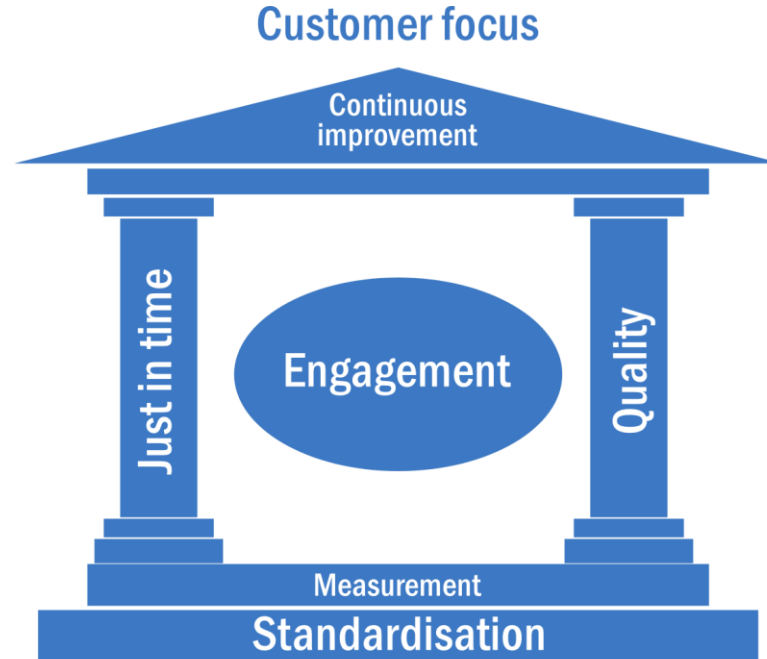 Customer focus
Continuous
improvement
Just in time
Engagement
Quality
Measurement
Standardisation